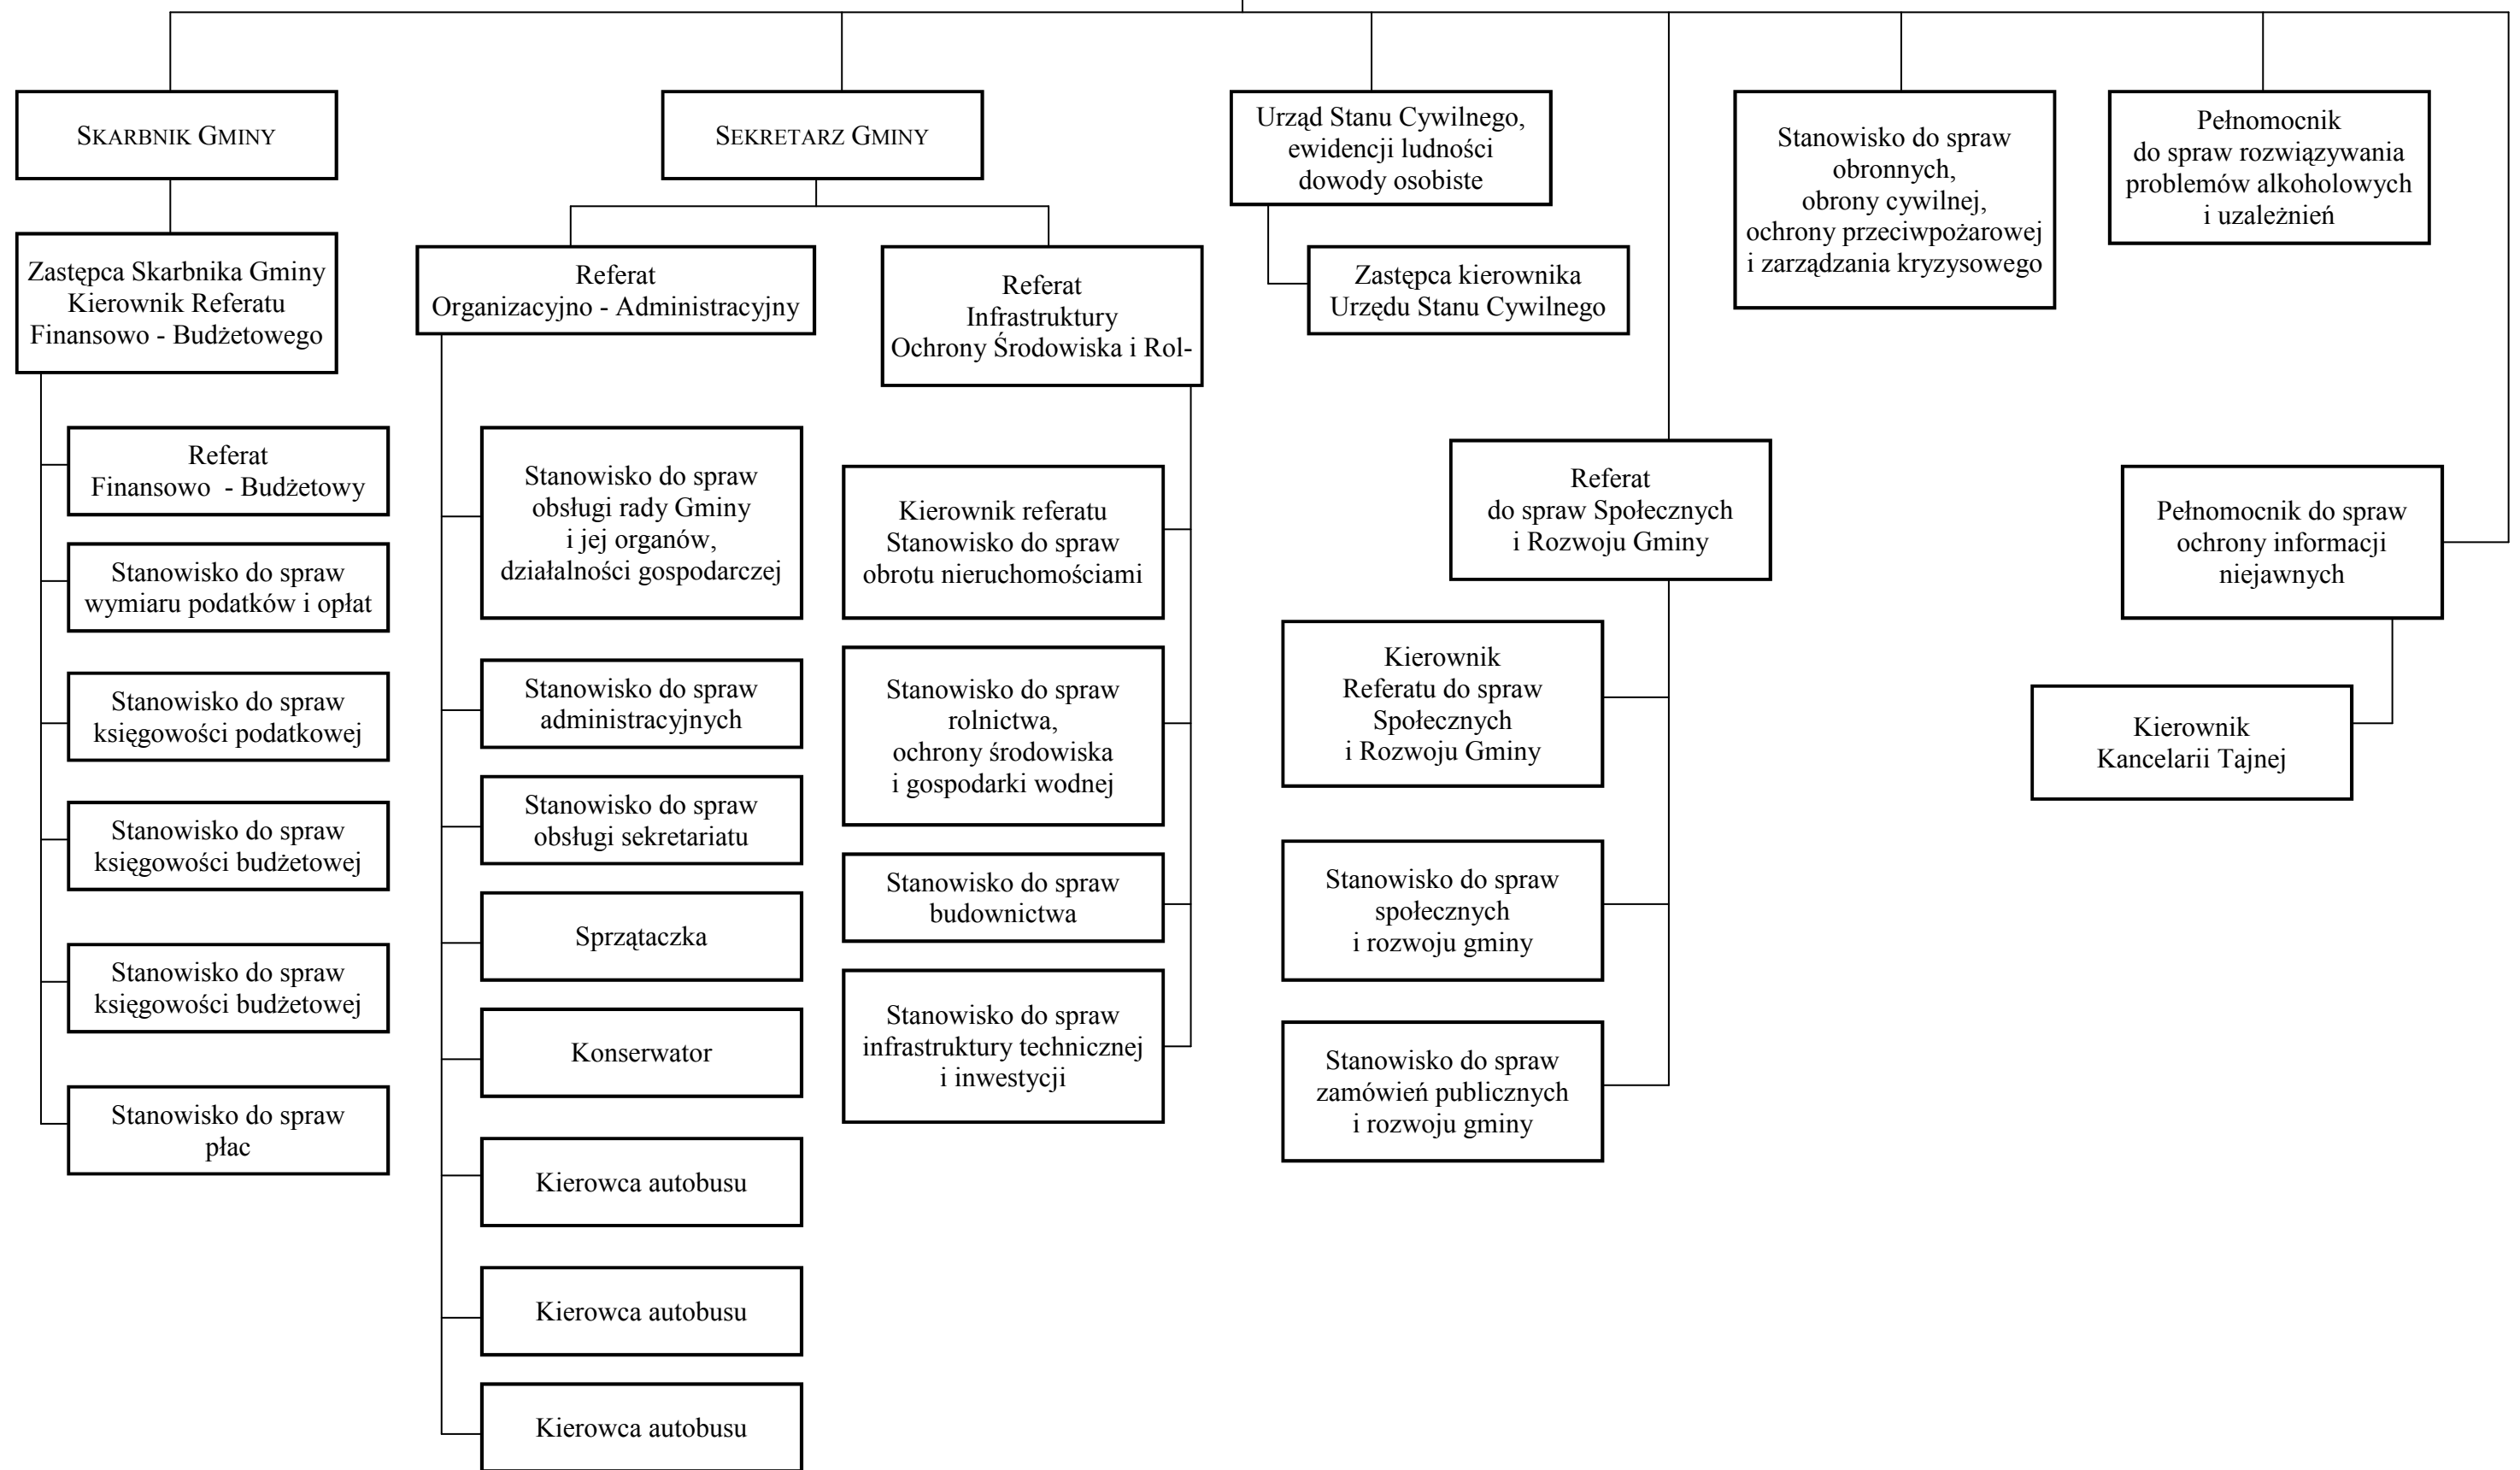 SKARBNIK GMINY
Zastępca Skarbnika Gminy
Kierownik Referatu
Finansowo - Budżetowego
Referat
Finansowo  - Budżetowy
Stanowisko do spraw
wymiaru podatków i opłat
Stanowisko do spraw
księgowości podatkowej
Stanowisko do spraw
księgowości budżetowej
Stanowisko do spraw
księgowości budżetowej
Stanowisko do spraw
płac
SEKRETARZ GMINY
Referat
Organizacyjno - Administracyjny
Stanowisko do spraw
obsługi rady Gminy
i jej organów,
działalności gospodarczej
Stanowisko do spraw
administracyjnych
Stanowisko do spraw
obsługi sekretariatu
Sprzątaczka
Konserwator
Kierowca autobusu
Kierowca autobusu
Kierowca autobusu
Referat
Infrastruktury
Ochrony Środowiska i Rol-
Kierownik referatu
Stanowisko do spraw
obrotu nieruchomościami
Stanowisko do spraw
rolnictwa,
ochrony środowiska
i gospodarki wodnej
Stanowisko do spraw
budownictwa
Stanowisko do spraw
infrastruktury technicznej
i inwestycji
Urząd Stanu Cywilnego,
ewidencji ludności
dowody osobiste
Zastępca kierownika
Urzędu Stanu Cywilnego
Referat
do spraw Społecznych
i Rozwoju Gminy
Kierownik
Referatu do spraw
Społecznych
i Rozwoju Gminy
Stanowisko do spraw
społecznych
i rozwoju gminy
Stanowisko do spraw
zamówień publicznych
i rozwoju gminy
Stanowisko do spraw
obronnych,
obrony cywilnej,
ochrony przeciwpożarowej
i zarządzania kryzysowego
Pełnomocnik
do spraw rozwiązywania
problemów alkoholowych
i uzależnień
Pełnomocnik do spraw
ochrony informacji
niejawnych
Kierownik
Kancelarii Tajnej